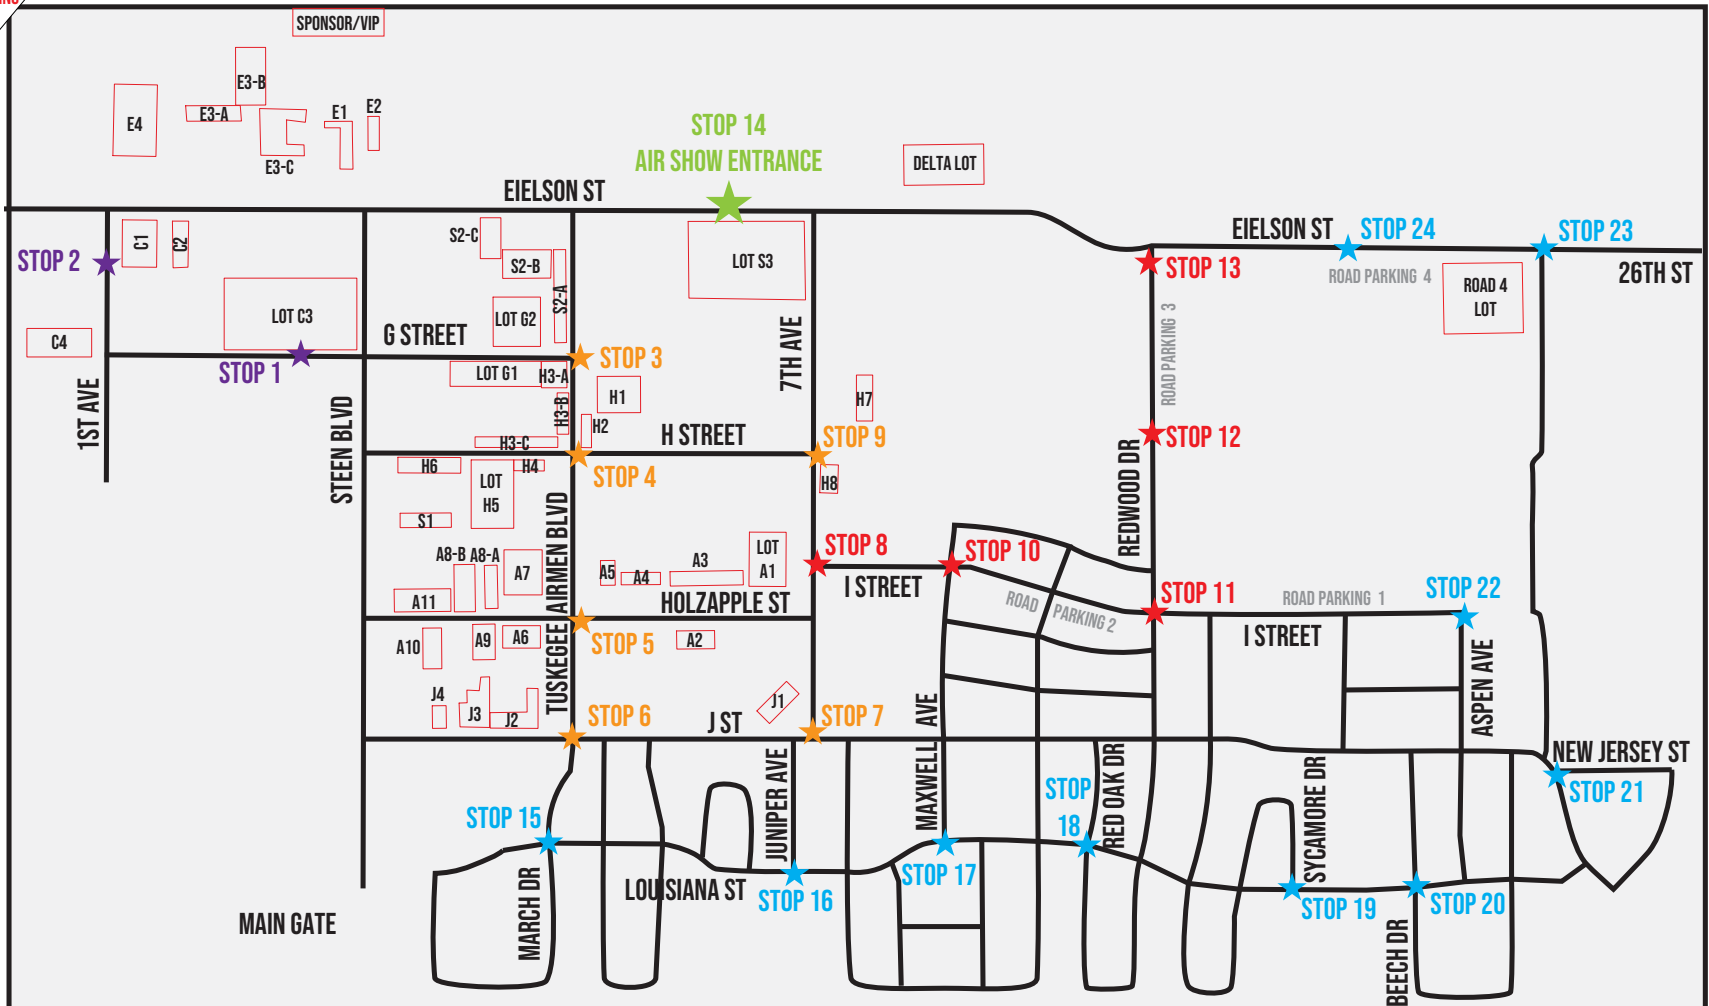 SPONSOR/VIP
E3-B
E4
E3-A
E1
E2
E3-C
STOP 14
AIR SHOW ENTRANCE
DELTA LOT
EIELSON ST
C1
C2
S2-C
S2-B
S2-A
LOT S3
STOP 2
EIELSON ST
STOP 24
STOP 23
STOP 13
ROAD PARKING 4
26TH ST
ROAD 4
LOT
LOT C3
LOT G2
G STREET
C4
STOP 1
STOP 3
7TH AVE
ROAD PARKING 3
LOT G1
H3-A
H1
H3-B
H2
H7
1ST AVE
STEEN BLVD
H3-C
H STREET
STOP 9
STOP 12
STOP 4
H6
H4
LOT
H5
H8
REDWOOD DR
S1
TUSKEGEE AIRMEN BLVD
A8-B
A8-A
A7
A5
A4
A3
LOT
A1
STOP 8
STOP 10
I STREET
A11
HOLZAPPLE ST
ROAD PARKING 2
STOP 11
ROAD PARKING 1
STOP 22
I STREET
A10
A9
A6
STOP 5
A2
ASPEN AVE
J4
J3
J2
J1
STOP 6
J ST
STOP 7
MAXWELL AVE
NEW JERSEY ST
JUNIPER AVE
STOP
18
RED OAK DR
SYCAMORE DR
STOP 21
STOP 15
STOP 17
LOUISIANA ST
STOP 16
STOP 19
STOP 20
MARCH DR
MAIN GATE
BEECH DR